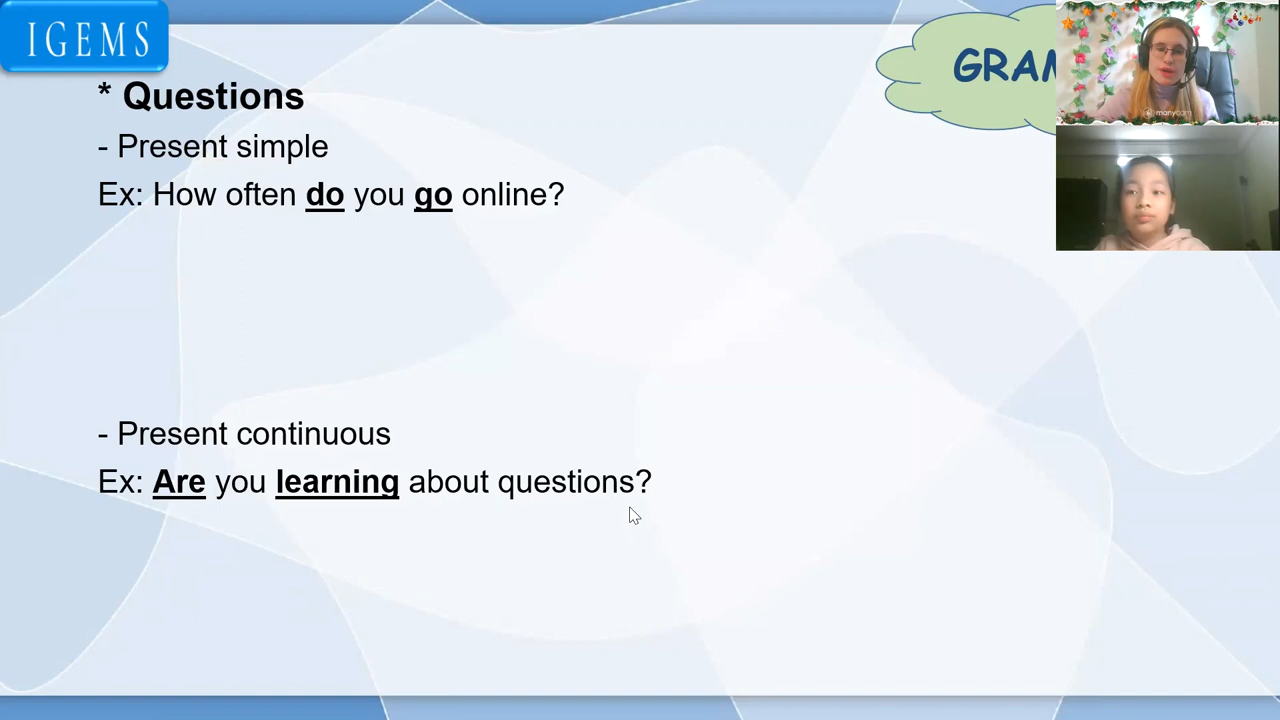 IGEMS
* Questions
- Present simple
Ex: How often do you go online?
- Present continuous
Ex: Are you learning about questions?
manycam